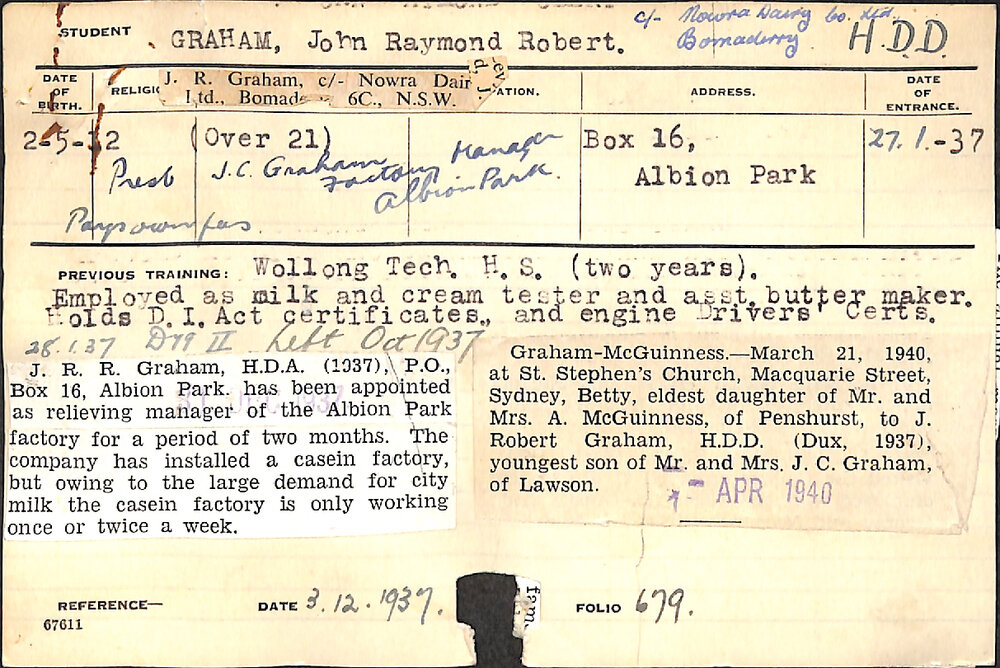 STUDENT GRAHAM, John Raymond Robert.
c/- Nowra Dairy Co. Ltd.
Bomaderry.
H.D.D
DATE OF BIRTH.
J. R. Graham, c/- Nowra Dair
Ltd., Bomade 6C., N.S.W.
ADDRESS.
DATE OF ENTRANCE.
2-5- 2 (Over 21) Box 16, 27.1.-37
Presb J.C. Graham Factory Manager
Albion Park.
Albion Park
Pays own fees
PREVIOUS TRAINING: Wollong Tech. H. S. (two years).
Employed as milk and cream tester and asst. butter maker.
Holds D.I. Act certificates., and engine Drivers' Certs.
28.1.37 D II Left Oct 1937
J. R. R. Graham, H.D.A. (1937), P.O.,
Box 16, Albion Park, has been appointed
as relieving manager of the Albion Park
factory for a period of two months. The
company has installed a casein factory,
but owing to the large demand for city
milk the casein factory is only working
once or twice a week.
Graham-McGuinness.—March 21, 1940,
at St. Stephen's Church, Macquarie Street,
Sydney, Betty, eldest daughter of Mr. and
Mrs. A. McGuinness, of Penshurst, to J.
Robert Graham, H.D.D. (Dux, 1937),
youngest son of Mr. and Mrs. J. C. Graham,
of Lawson.
APR 1940
REFERENCE— DATE 3.12.1937. FOLIO 679.
67611